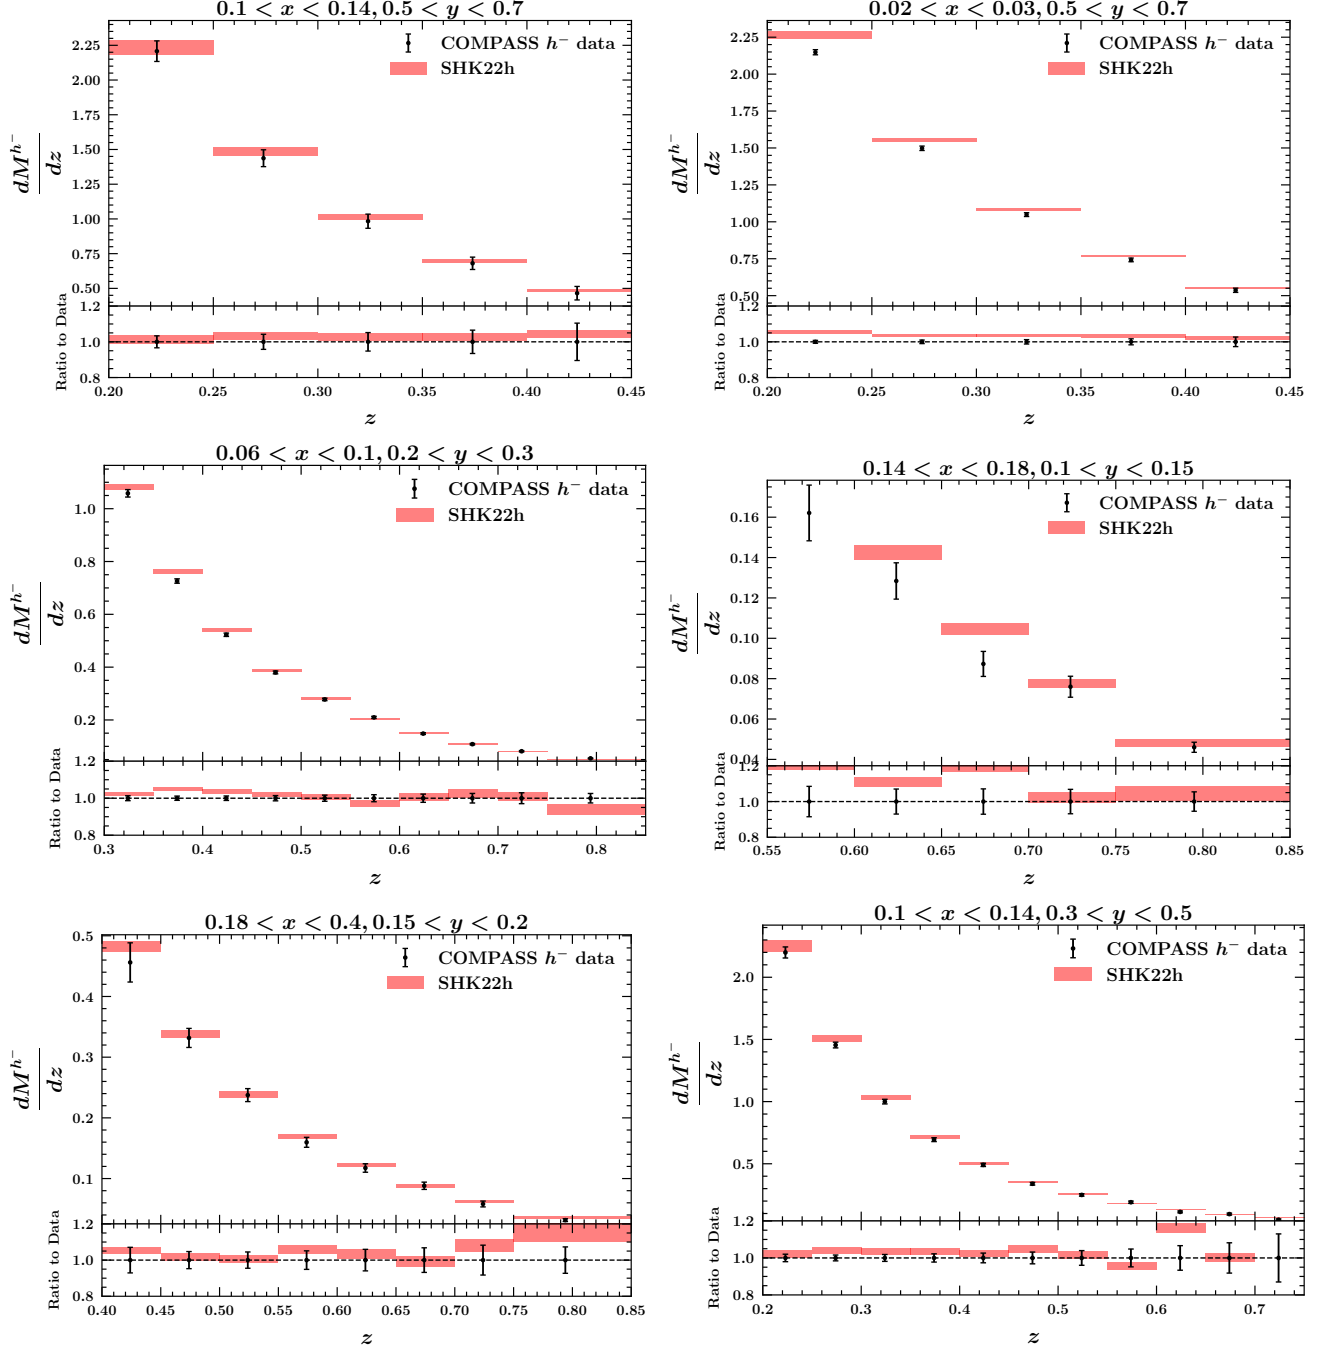 0.1 < x < 0.14, 0.5 < y < 0.7
COMPASS h⁻ data
SHK22h
dM^{h⁻}
dz
2.25
2.00
1.75
1.50
1.25
1.00
0.75
0.50
Ratio to Data
1.2
1.0
0.8
0.20 0.25 0.30 0.35 0.40 0.45
z
0.02 < x < 0.03, 0.5 < y < 0.7
COMPASS h⁻ data
SHK22h
dM^{h⁻}
dz
2.25
2.00
1.75
1.50
1.25
1.00
0.75
0.50
Ratio to Data
1.2
1.0
0.8
0.20 0.25 0.30 0.35 0.40 0.45
z
0.06 < x < 0.1, 0.2 < y < 0.3
COMPASS h⁻ data
SHK22h
dM^{h⁻}
dz
1.0
0.8
0.6
0.4
0.2
Ratio to Data
1.2
1.0
0.8
0.3 0.4 0.5 0.6 0.7 0.8
z
0.14 < x < 0.18, 0.1 < y < 0.15
COMPASS h⁻ data
SHK22h
dM^{h⁻}
dz
0.16
0.14
0.12
0.10
0.08
0.06
0.04
Ratio to Data
1.2
1.0
0.8
0.55 0.60 0.65 0.70 0.75 0.80 0.85
z
0.18 < x < 0.4, 0.15 < y < 0.2
COMPASS h⁻ data
SHK22h
dM^{h⁻}
dz
0.5
0.4
0.3
0.2
0.1
Ratio to Data
1.2
1.0
0.8
0.40 0.45 0.50 0.55 0.60 0.65 0.70 0.75 0.80 0.85
z
0.1 < x < 0.14, 0.3 < y < 0.5
COMPASS h⁻ data
SHK22h
dM^{h⁻}
dz
2.0
1.5
1.0
0.5
Ratio to Data
1.2
1.0
0.8
0.2 0.3 0.4 0.5 0.6 0.7
z